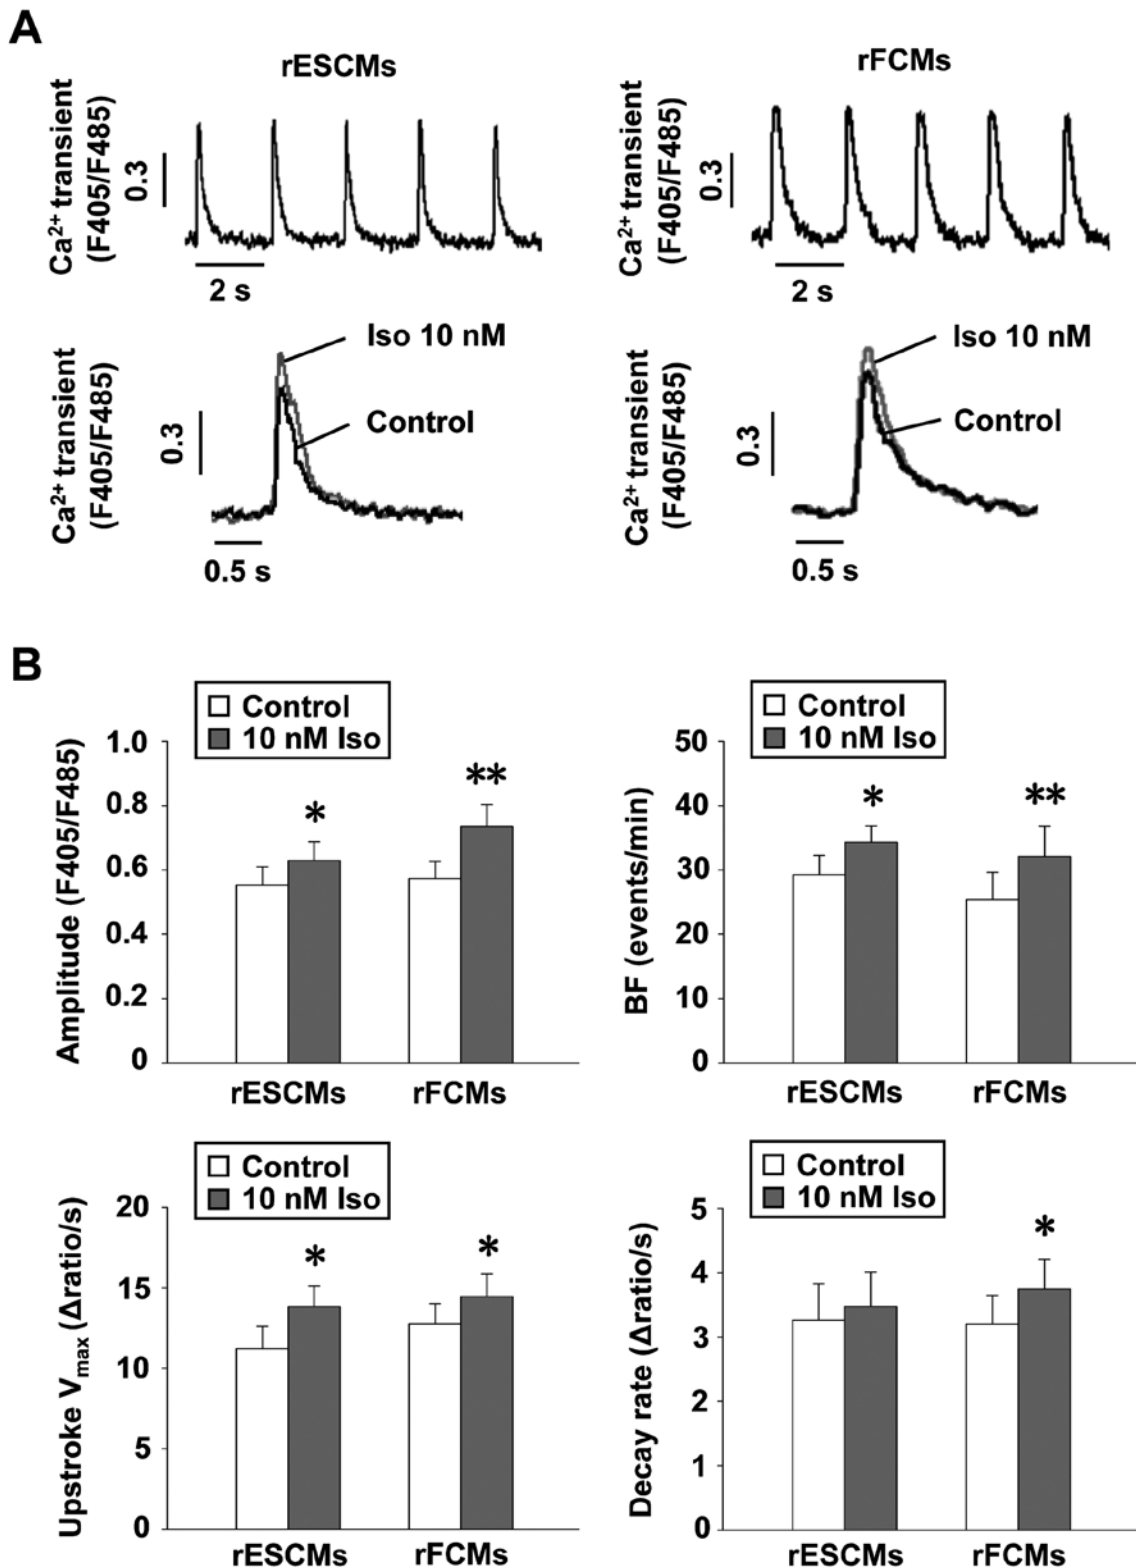 A
rESCMs
rFCMs
Ca²⁺ transient
(F405/F485)
0.3
2 s
Ca²⁺ transient
(F405/F485)
0.3
2 s
Ca²⁺ transient
(F405/F485)
0.3
Iso 10 nM
Control
0.5 s
Ca²⁺ transient
(F405/F485)
0.3
Iso 10 nM
Control
0.5 s
B
Control
10 nM Iso
Amplitude (F405/F485)
1.0
0.8
0.6
0.4
0.2
0
*
**
rESCMs
rFCMs
Control
10 nM Iso
BF (events/min)
50
40
30
20
10
0
*
**
rESCMs
rFCMs
Control
10 nM Iso
Upstroke Vmax (Δratio/s)
20
15
10
5
0
*
*
rESCMs
rFCMs
Control
10 nM Iso
Decay rate (Δratio/s)
5
4
3
2
1
0
*
rESCMs
rFCMs